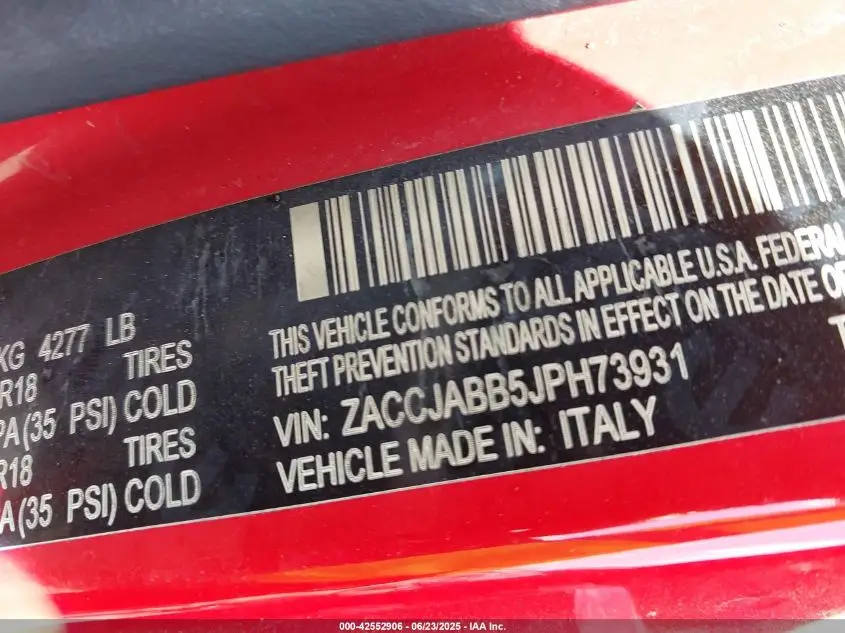 KG 4277 LB
R18 TIRES
PA (35 PSI) COLD
R18 TIRES
A (35 PSI) COLD
THIS VEHICLE CONFORMS TO ALL APPLICABLE U.S.A. FEDERAL
THEFT PREVENTION STANDARDS IN EFFECT ON THE DATE OF
VIN: ZACCJABB5JPH73931
VEHICLE MADE IN: ITALY
000-42552906 - 06/23/2025 - IAA Inc.